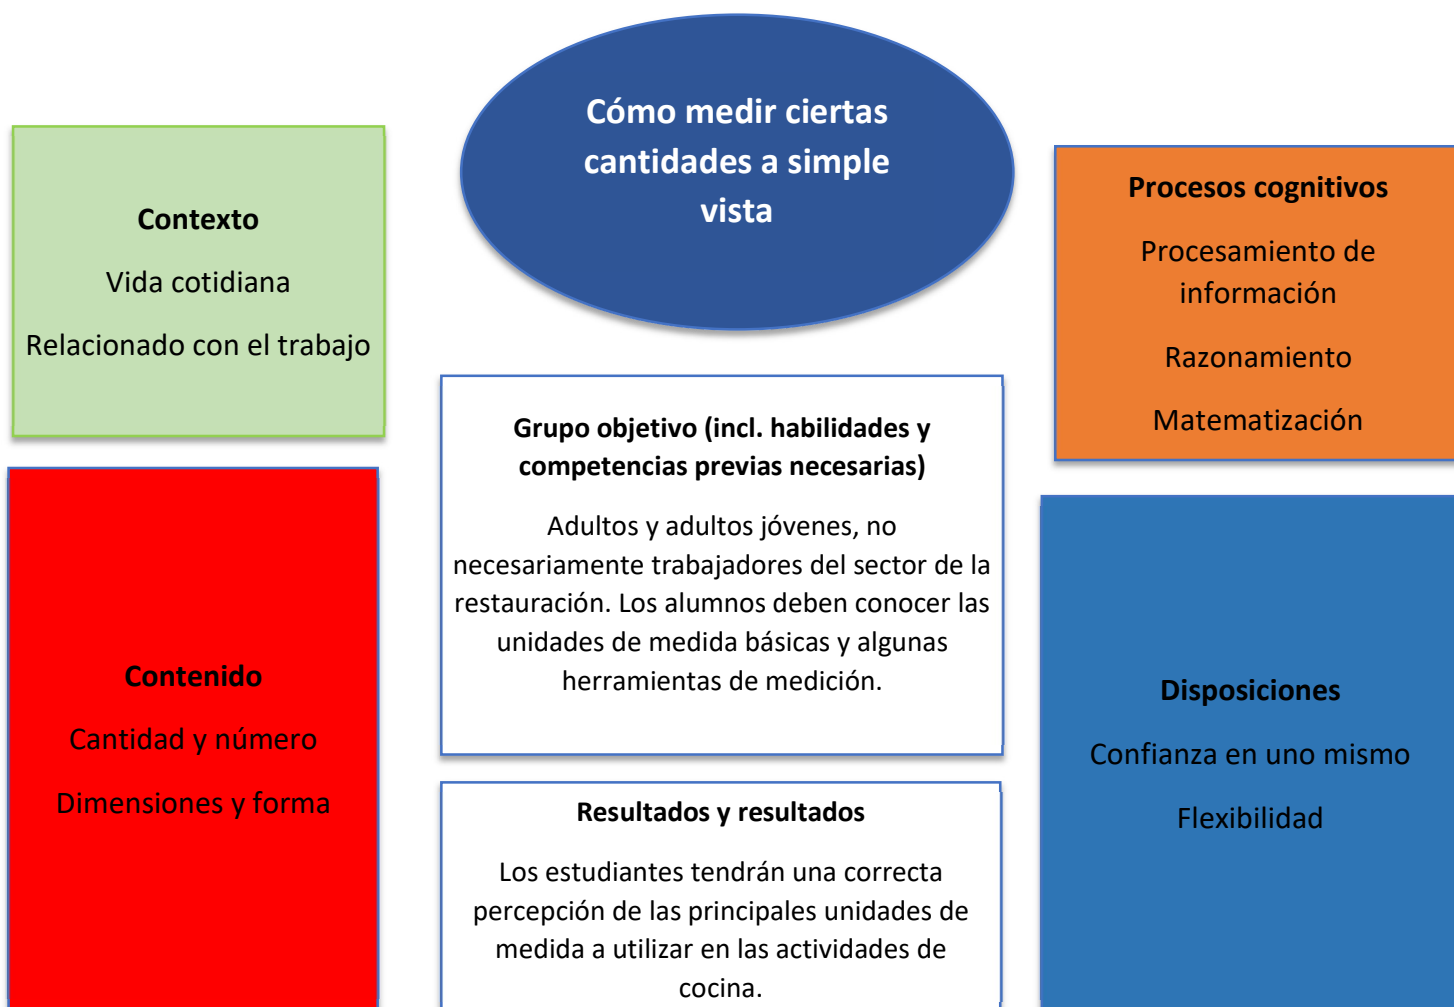 Cómo medir ciertas
cantidades a simple
vista
Contexto
Vida cotidiana
Relacionado con el trabajo
Procesos cognitivos
Procesamiento de
información
Razonamiento
Matematización
Grupo objetivo (incl. habilidades y
competencias previas necesarias)
Adultos y adultos jóvenes, no
necesariamente trabajadores del sector de la
restauración. Los alumnos deben conocer las
unidades de medida básicas y algunas
herramientas de medición.
Contenido
Cantidad y número
Dimensiones y forma
Disposiciones
Confianza en uno mismo
Flexibilidad
Resultados y resultados
Los estudiantes tendrán una correcta
percepción de las principales unidades de
medida a utilizar en las actividades de
cocina.